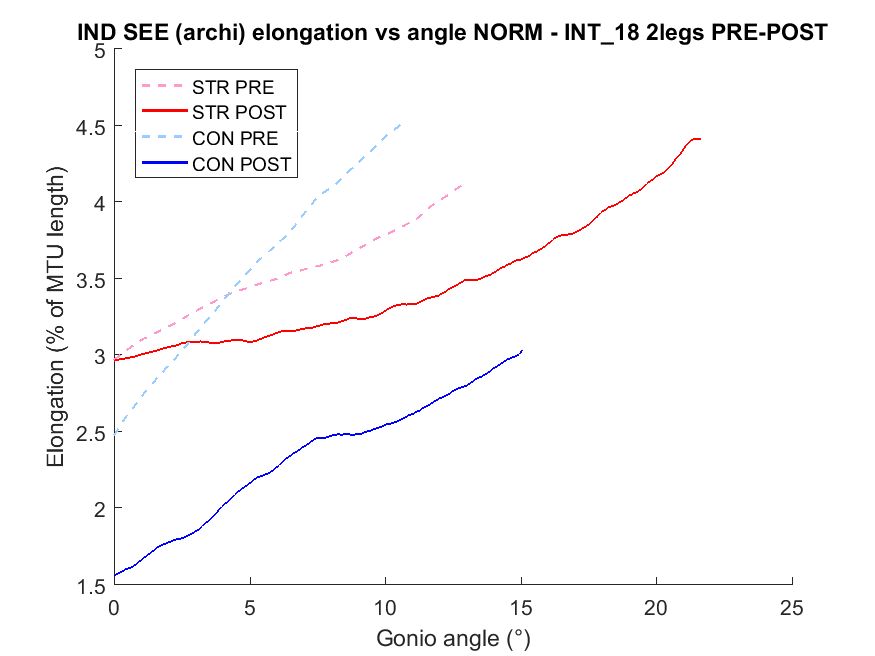 IND SEE (archi) elongation vs angle NORM - INT_18 2legs PRE-POST
5
4.5
4
3.5
3
2.5
2
1.5
Elongation (% of MTU length)
STR PRE
STR POST
CON PRE
CON POST
0 5 10 15 20 25
Gonio angle (°)